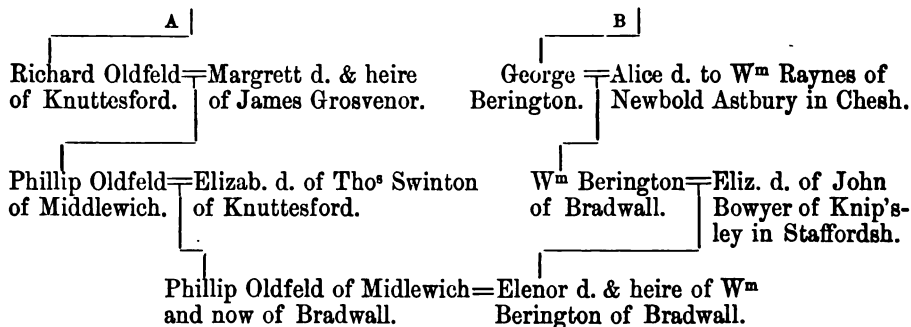 A B
Richard Oldfeld=Margrett d. & heire George=Alice d. to Wᵐ Raynes of
of Knuttesford. of James Grosvenor. Berington. Newbold Astbury in Chesh.
Phillip Oldfeld=Elizab. d. of Thoˢ Swinton Wᵐ Berington=Eliz. d. of John
of Middlewich. of Knuttesford. of Bradwall. Bowyer of Knip's-
ley in Staffordsh.
Phillip Oldfeld of Midlewich=Elenor d. & heire of Wᵐ
and now of Bradwall. Berington of Bradwall.